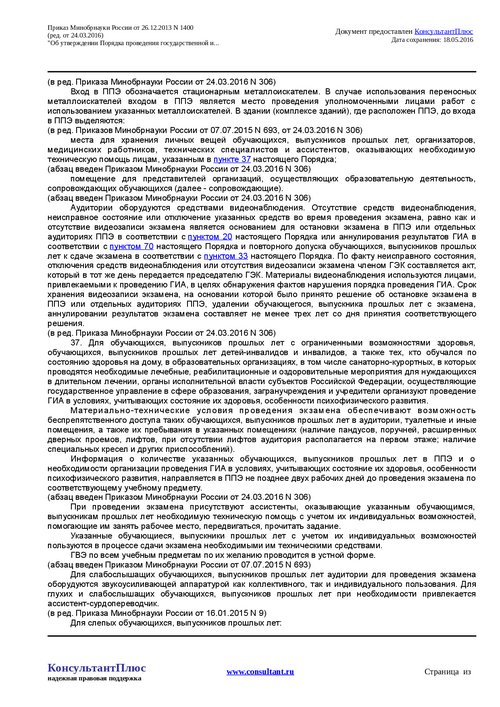 Приказ Минобрнауки России от 26.12.2013 N 1400
(ред. от 24.03.2016)
"Об утверждении Порядка проведения государственной и...
Документ предоставлен КонсультантПлюс
Дата сохранения: 18.05.2016
(в ред. Приказа Минобрнауки России от 24.03.2016 N 306)
Вход в ППЭ обозначается стационарным металлоискателем. В случае использования переносных
металлоискателей входом в ППЭ является место проведения уполномоченными лицами работ с
использованием указанных металлоискателей. В здании (комплексе зданий), где расположен ППЭ, до входа
в ППЭ выделяются:
(в ред. Приказов Минобрнауки России от 07.07.2015 N 693, от 24.03.2016 N 306)
места для хранения личных вещей обучающихся, выпускников прошлых лет, организаторов,
медицинских работников, технических специалистов и ассистентов, оказывающих необходимую
техническую помощь лицам, указанным в пункте 37 настоящего Порядка;
(абзац введен Приказом Минобрнауки России от 24.03.2016 N 306)
помещение для представителей организаций, осуществляющих образовательную деятельность,
сопровождающих обучающихся (далее - сопровождающие).
(абзац введен Приказом Минобрнауки России от 24.03.2016 N 306)
Аудитории оборудуются средствами видеонаблюдения. Отсутствие средств видеонаблюдения,
неисправное состояние или отключение указанных средств во время проведения экзамена, равно как и
отсутствие видеозаписи экзамена является основанием для остановки экзамена в ППЭ или отдельных
аудиториях ППЭ в соответствии с пунктом 20 настоящего Порядка или аннулирования результатов ГИА в
соответствии с пунктом 70 настоящего Порядка и повторного допуска обучающихся, выпускников прошлых
лет к сдаче экзамена в соответствии с пунктом 33 настоящего Порядка. По факту неисправного состояния,
отключения средств видеонаблюдения или отсутствия видеозаписи экзамена членом ГЭК составляется акт,
который в тот же день передается председателю ГЭК. Материалы видеонаблюдения используются лицами,
привлекаемыми к проведению ГИА, в целях обнаружения фактов нарушения порядка проведения ГИА. Срок
хранения видеозаписи экзамена, на основании которой было принято решение об остановке экзамена в
ППЭ или отдельных аудиториях ППЭ, удалении обучающегося, выпускника прошлых лет с экзамена,
аннулировании результатов экзамена составляет не менее трех лет со дня принятия соответствующего
решения.
(в ред. Приказа Минобрнауки России от 24.03.2016 N 306)
37. Для обучающихся, выпускников прошлых лет с ограниченными возможностями здоровья,
обучающихся, выпускников прошлых лет детей-инвалидов и инвалидов, а также тех, кто обучался по
состоянию здоровья на дому, в образовательных организациях, в том числе санаторно-курортных, в которых
проводятся необходимые лечебные, реабилитационные и оздоровительные мероприятия для нуждающихся
в длительном лечении, органы исполнительной власти субъектов Российской Федерации, осуществляющие
государственное управление в сфере образования, загранучреждения и учредители организуют проведение
ГИА в условиях, учитывающих состояние их здоровья, особенности психофизического развития.
Материально-технические условия проведения экзамена обеспечивают возможность
беспрепятственного доступа таких обучающихся, выпускников прошлых лет в аудитории, туалетные и иные
помещения, а также их пребывания в указанных помещениях (наличие пандусов, поручней, расширенных
дверных проемов, лифтов, при отсутствии лифтов аудитория располагается на первом этаже; наличие
специальных кресел и других приспособлений).
Информация о количестве указанных обучающихся, выпускников прошлых лет в ППЭ и о
необходимости организации проведения ГИА в условиях, учитывающих состояние их здоровья, особенности
психофизического развития, направляется в ППЭ не позднее двух рабочих дней до проведения экзамена по
соответствующему учебному предмету.
(абзац введен Приказом Минобрнауки России от 24.03.2016 N 306)
При проведении экзамена присутствуют ассистенты, оказывающие указанным обучающимся,
выпускникам прошлых лет необходимую техническую помощь с учетом их индивидуальных возможностей,
помогающие им занять рабочее место, передвигаться, прочитать задание.
Указанные обучающиеся, выпускники прошлых лет с учетом их индивидуальных возможностей
пользуются в процессе сдачи экзамена необходимыми им техническими средствами.
ГВЭ по всем учебным предметам по их желанию проводится в устной форме.
(абзац введен Приказом Минобрнауки России от 07.07.2015 N 693)
Для слабослышащих обучающихся, выпускников прошлых лет аудитории для проведения экзамена
оборудуются звукоусиливающей аппаратурой как коллективного, так и индивидуального пользования. Для
глухих и слабослышащих обучающихся, выпускников прошлых лет при необходимости привлекается
ассистент-сурдопереводчик.
(в ред. Приказа Минобрнауки России от 16.01.2015 N 9)
Для слепых обучающихся, выпускников прошлых лет:
КонсультантПлюс
надежная правовая поддержка
www.consultant.ru
Страница из